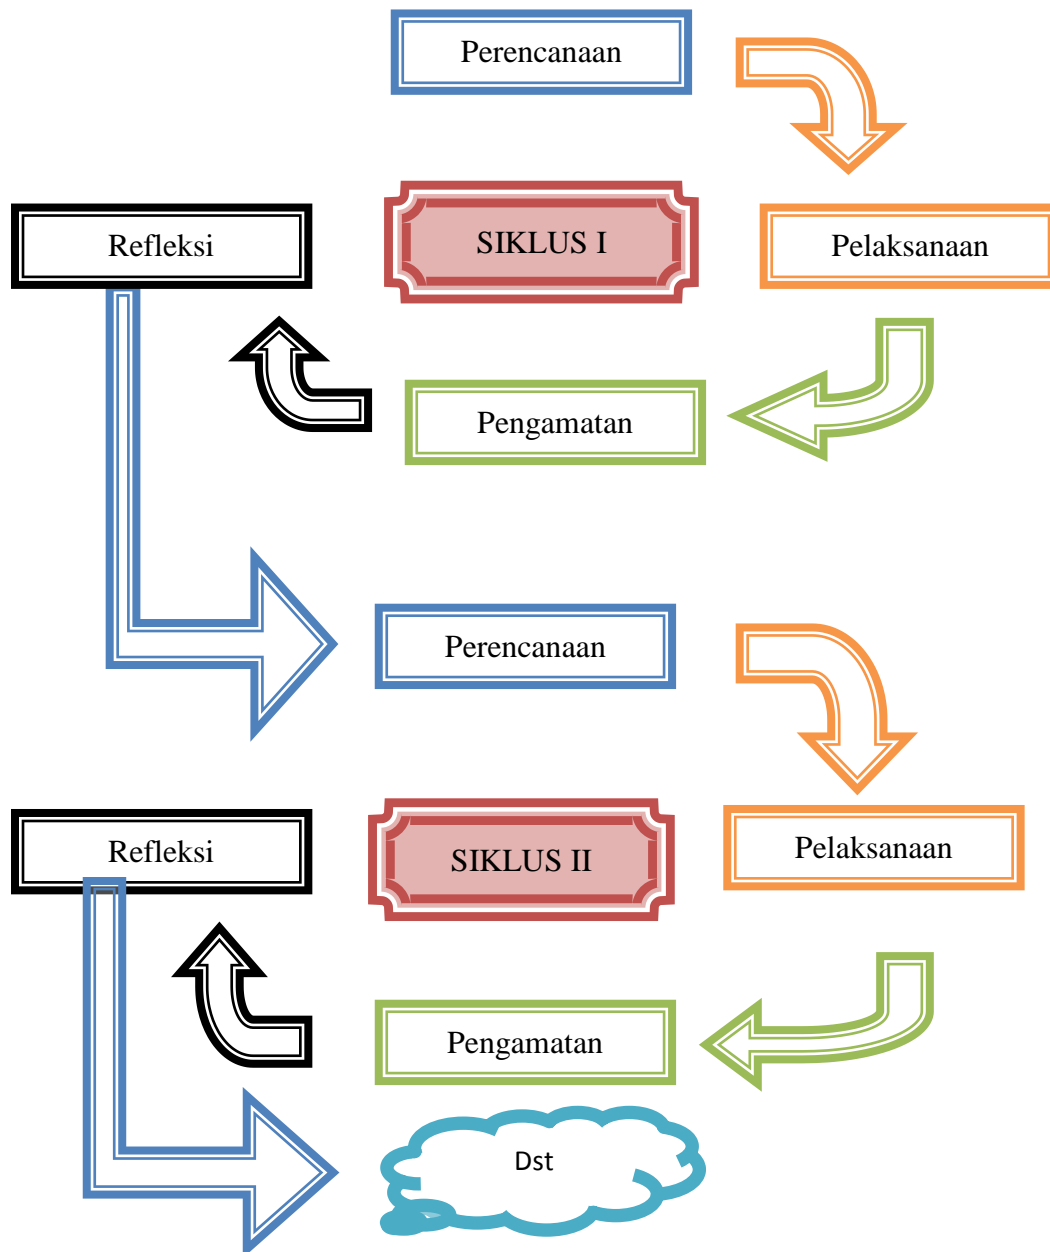 Perencanaan
Refleksi
SIKLUS I
Pelaksanaan
Pengamatan
Perencanaan
Refleksi
SIKLUS II
Pelaksanaan
Pengamatan
Dst